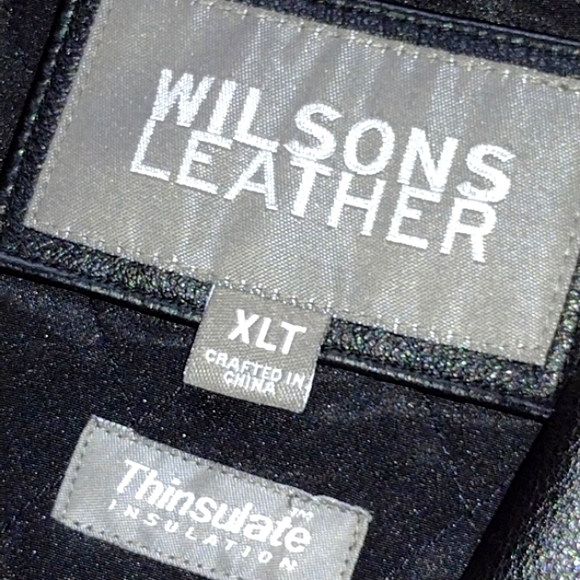 WILSONS
LEATHER
XLT
CRAFTED IN
CHINA
Thinsulate™
INSULATION